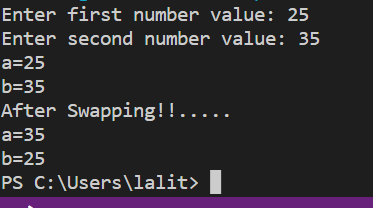 Enter first number value: 25
Enter second number value: 35
a=25
b=35
After Swapping!!.....
a=35
b=25
PS C:\Users\lalit>